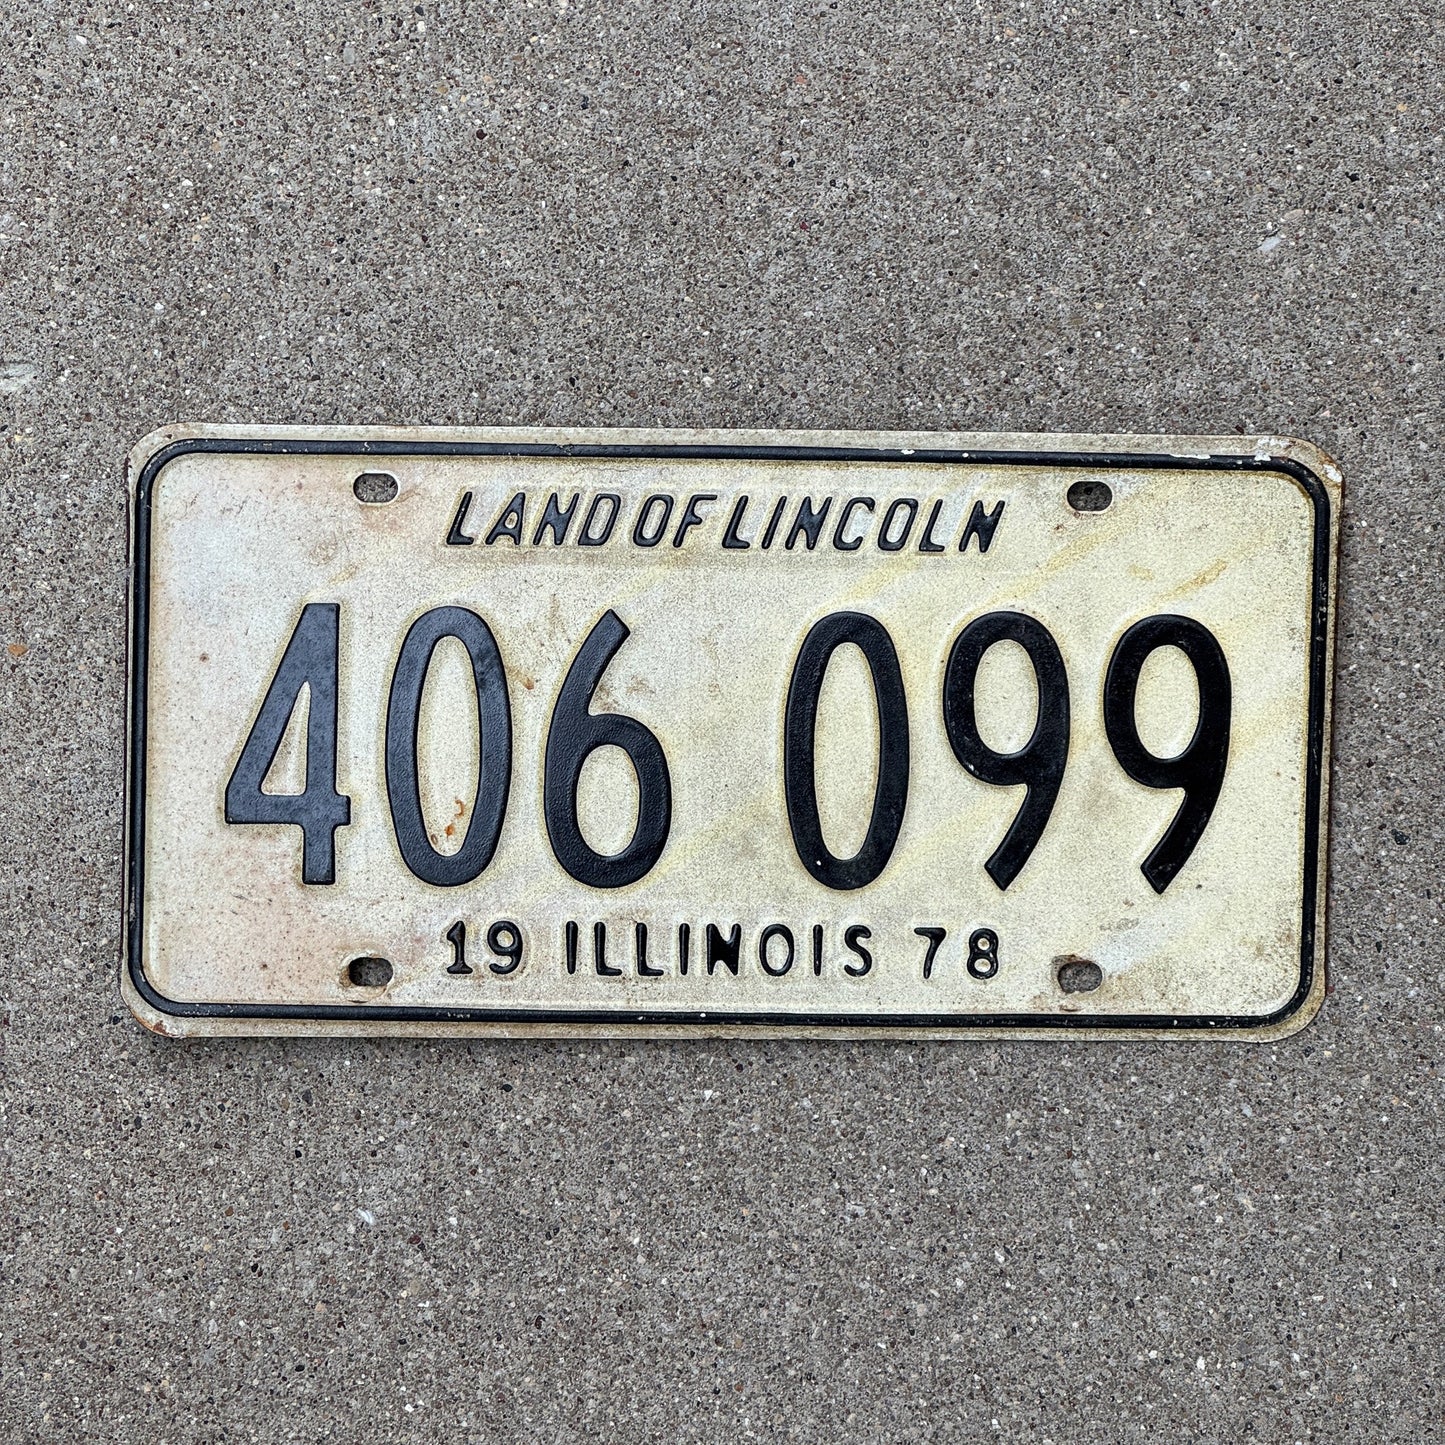 LAND OF LINCOLN
406 099
19 ILLINOIS 78